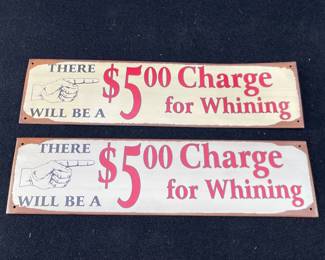 THERE
WILL BE A
$5.00 Charge
for Whining
THERE
WILL BE A
$5.00 Charge
for Whining